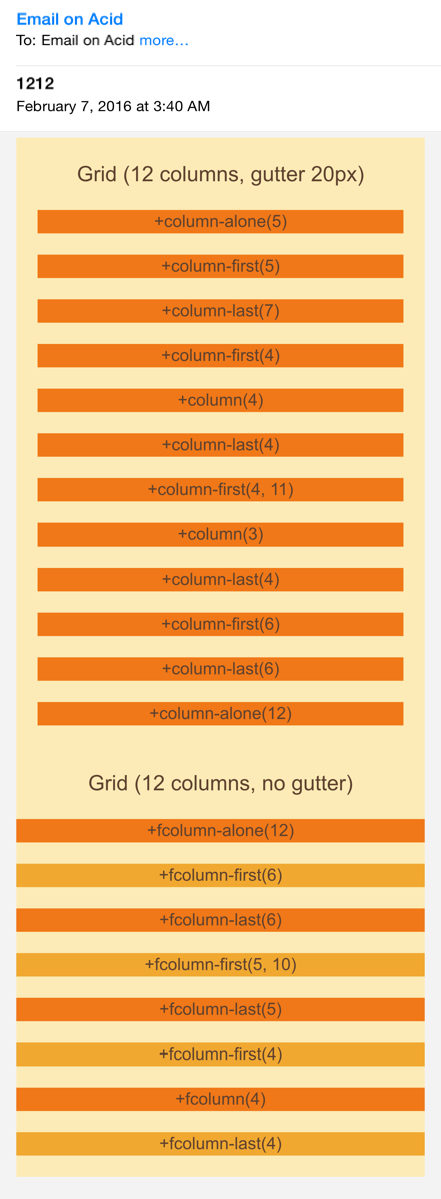 Email on Acid
To: Email on Acid more...
1212
February 7, 2016 at 3:40 AM
Grid (12 columns, gutter 20px)
+column-alone(5)
+column-first(5)
+column-last(7)
+column-first(4)
+column(4)
+column-last(4)
+column-first(4, 11)
+column(3)
+column-last(4)
+column-first(6)
+column-last(6)
+column-alone(12)
Grid (12 columns, no gutter)
+fcolumn-alone(12)
+fcolumn-first(6)
+fcolumn-last(6)
+fcolumn-first(5, 10)
+fcolumn-last(5)
+fcolumn-first(4)
+fcolumn(4)
+fcolumn-last(4)